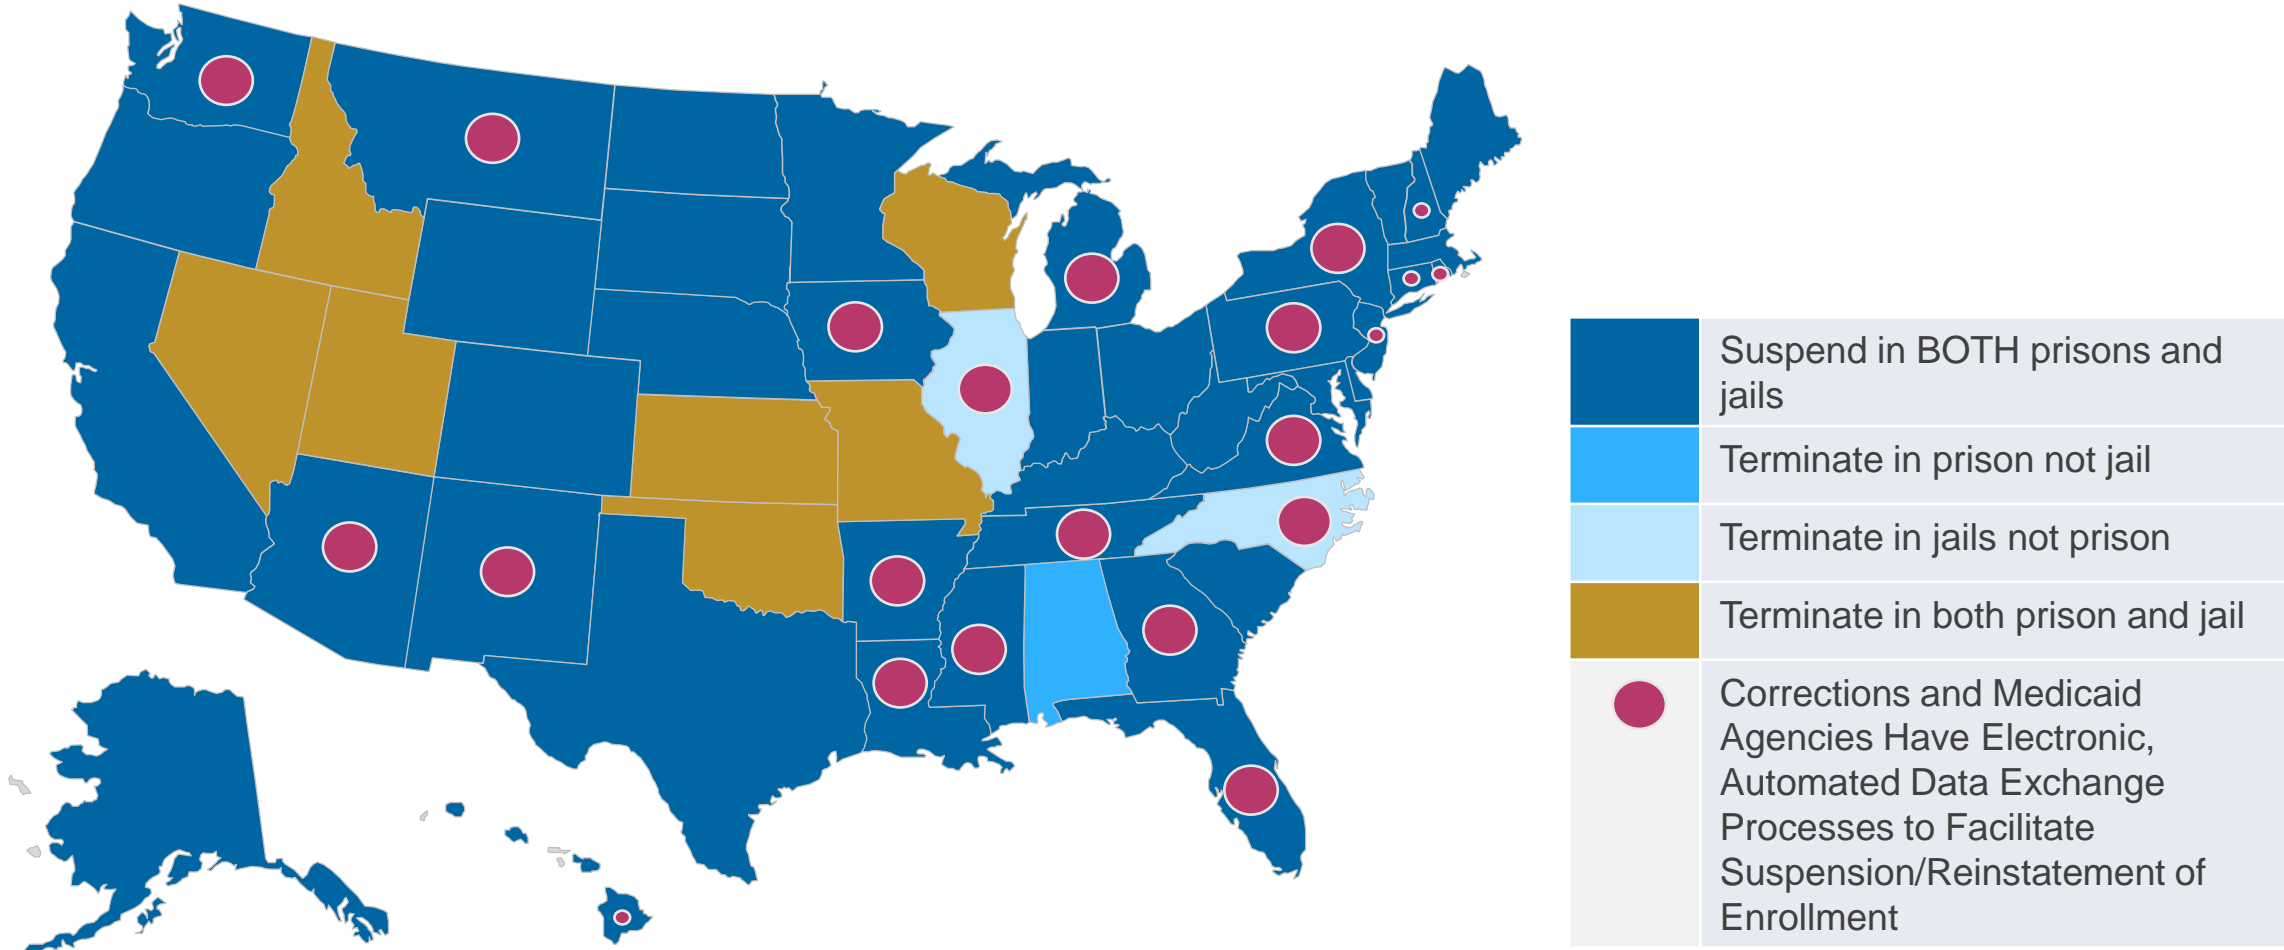 Suspend in BOTH prisons and
jails
Terminate in prison not jail
Terminate in jails not prison
Terminate in both prison and jail
Corrections and Medicaid
Agencies Have Electronic,
Automated Data Exchange
Processes to Facilitate
Suspension/Reinstatement of
Enrollment